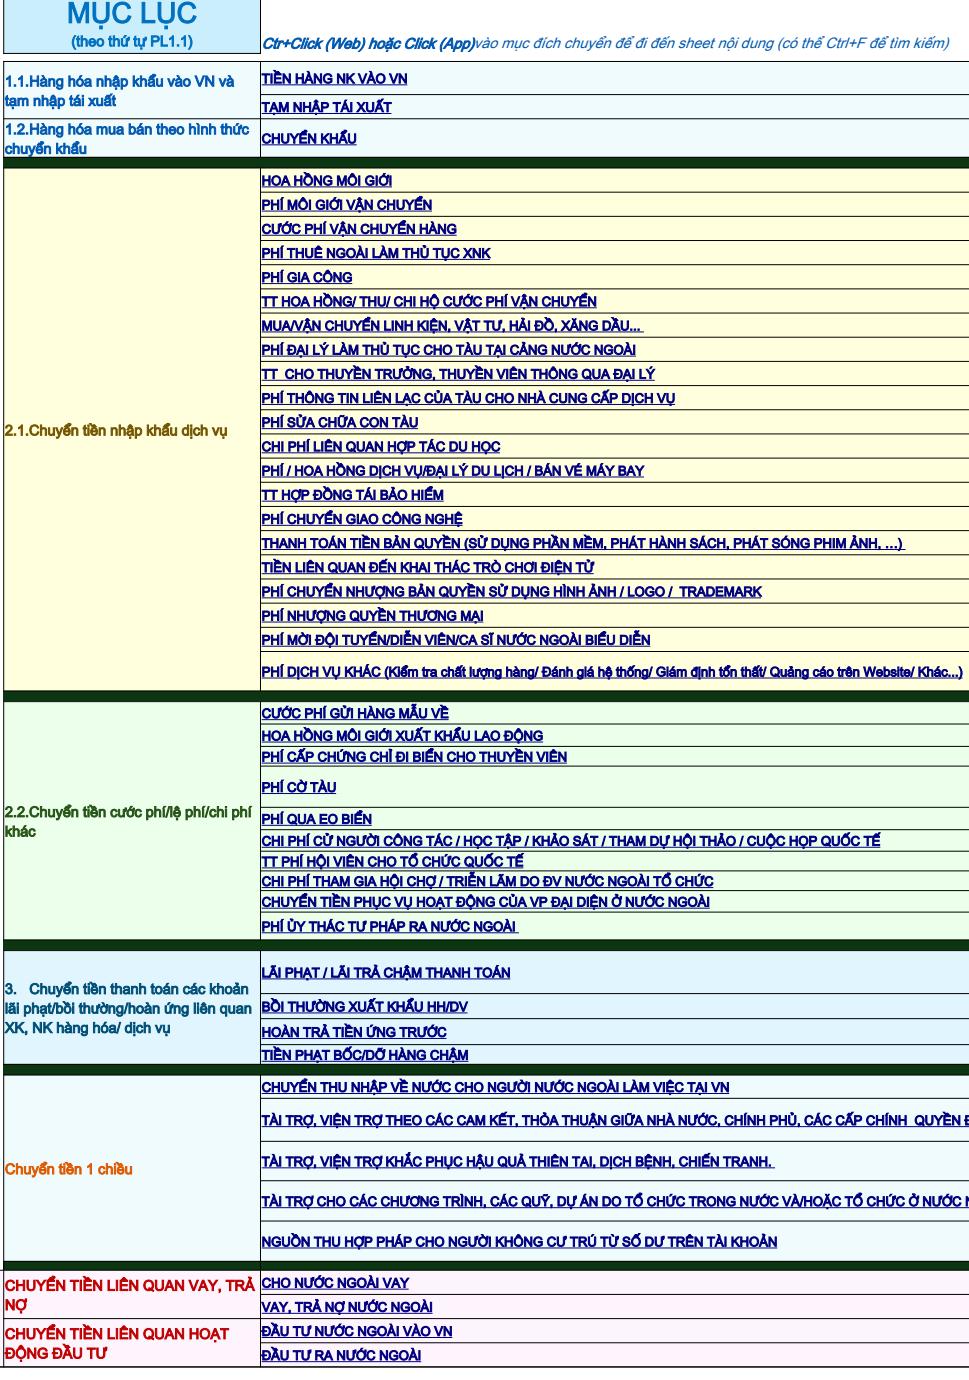 MỤC LỤC
(theo thứ tự PL1.1)
Ctr+Click (Web) hoặc Click (App)vào mục đích chuyển để đi đến sheet nội dung (có thể Ctrl+F để tìm kiếm)
1.1.Hàng hóa nhập khẩu vào VN và
tạm nhập tái xuất
TIỀN HÀNG NK VÀO VN
TẠM NHẬP TÁI XUẤT
1.2.Hàng hóa mua bán theo hình thức
chuyển khẩu
CHUYỂN KHẨU
2.1.Chuyển tiền nhập khẩu dịch vụ
HOA HỒNG MÔI GIỚI
PHÍ MÔI GIỚI VẬN CHUYỂN
CƯỚC PHÍ VẬN CHUYỂN HÀNG
PHÍ THUÊ NGOÀI LÀM THỦ TỤC XNK
PHÍ GIA CÔNG
TT HOA HỒNG/ THU/ CHI HỘ CƯỚC PHÍ VẬN CHUYỂN
MUA/VẬN CHUYỂN LINH KIỆN, VẬT TƯ, HẢI ĐỒ, XĂNG DẦU...
PHÍ ĐẠI LÝ LÀM THỦ TỤC CHO TÀU TẠI CẢNG NƯỚC NGOÀI
TT  CHO THUYỀN TRƯỞNG, THUYỀN VIÊN THÔNG QUA ĐẠI LÝ
PHÍ THÔNG TIN LIÊN LẠC CỦA TÀU CHO NHÀ CUNG CẤP DỊCH VỤ
PHÍ SỬA CHỮA CON TÀU
CHI PHÍ LIÊN QUAN HỢP TÁC DU HỌC
PHÍ / HOA HỒNG DỊCH VỤ/ĐẠI LÝ DU LỊCH / BÁN VÉ MÁY BAY
TT HỢP ĐỒNG TÁI BẢO HIỂM
PHÍ CHUYỂN GIAO CÔNG NGHỆ
THANH TOÁN TIỀN BẢN QUYỀN (SỬ DỤNG PHẦN MỀM, PHÁT HÀNH SÁCH, PHÁT SÓNG PHIM ẢNH, ...)
TIỀN LIÊN QUAN ĐẾN KHAI THÁC TRÒ CHƠI ĐIỆN TỬ
PHÍ CHUYỂN NHƯỢNG BẢN QUYỀN SỬ DỤNG HÌNH ẢNH / LOGO /  TRADEMARK
PHÍ NHƯỢNG QUYỀN THƯƠNG MẠI
PHÍ MỜI ĐỘI TUYỂN/DIỄN VIÊN/CA SĨ NƯỚC NGOÀI BIỂU DIỄN
PHÍ DỊCH VỤ KHÁC (Kiểm tra chất lượng hàng/ Đánh giá hệ thống/ Giám định tổn thất/ Quảng cáo trên Website/ Khác...)
2.2.Chuyển tiền cước phí/lệ phí/chi phí
khác
CƯỚC PHÍ GỬI HÀNG MẪU VỀ
HOA HỒNG MÔI GIỚI XUẤT KHẨU LAO ĐỘNG
PHÍ CẤP CHỨNG CHỈ ĐI BIỂN CHO THUYỀN VIÊN
PHÍ CỜ TÀU
PHÍ QUA EO BIỂN
CHI PHÍ CỬ NGƯỜI CÔNG TÁC / HỌC TẬP / KHẢO SÁT / THAM DỰ HỘI THẢO / CUỘC HỌP QUỐC TẾ
TT PHÍ HỘI VIÊN CHO TỔ CHỨC QUỐC TẾ
CHI PHÍ THAM GIA HỘI CHỢ / TRIỄN LÃM DO ĐV NƯỚC NGOÀI TỔ CHỨC
CHUYỂN TIỀN PHỤC VỤ HOẠT ĐỘNG CỦA VP ĐẠI DIỆN Ở NƯỚC NGOÀI
PHÍ ỦY THÁC TƯ PHÁP RA NƯỚC NGOÀI
3.   Chuyển tiền thanh toán các khoản
lãi phạt/bồi thường/hoàn ứng liên quan
XK, NK hàng hóa/ dịch vụ
LÃI PHẠT / LÃI TRẢ CHẬM THANH TOÁN
BỒI THƯỜNG XUẤT KHẨU HH/DV
HOÀN TRẢ TIỀN ỨNG TRƯỚC
TIỀN PHẠT BỐC/DỠ HÀNG CHẬM
Chuyển tiền 1 chiều
CHUYỂN THU NHẬP VỀ NƯỚC CHO NGƯỜI NƯỚC NGOÀI LÀM VIỆC TẠI VN
TÀI TRỢ, VIỆN TRỢ THEO CÁC CAM KẾT, THỎA THUẬN GIỮA NHÀ NƯỚC, CHÍNH PHỦ, CÁC CẤP CHÍNH  QUYỀN
TÀI TRỢ, VIỆN TRỢ KHẮC PHỤC HẬU QUẢ THIÊN TAI, DỊCH BỆNH, CHIẾN TRANH.
TÀI TRỢ CHO CÁC CHƯƠNG TRÌNH, CÁC QUỸ, DỰ ÁN DO TỔ CHỨC TRONG NƯỚC VÀ/HOẶC TỔ CHỨC Ở NƯỚC
NGUỒN THU HỢP PHÁP CHO NGƯỜI KHÔNG CƯ TRÚ TỪ SỐ DƯ TRÊN TÀI KHOẢN
CHUYỂN TIỀN LIÊN QUAN VAY, TRẢ
NỢ
CHO NƯỚC NGOÀI VAY
VAY, TRẢ NỢ NƯỚC NGOÀI
CHUYỂN TIỀN LIÊN QUAN HOẠT
ĐỘNG ĐẦU TƯ
ĐẦU TƯ NƯỚC NGOÀI VÀO VN
ĐẦU TƯ RA NƯỚC NGOÀI